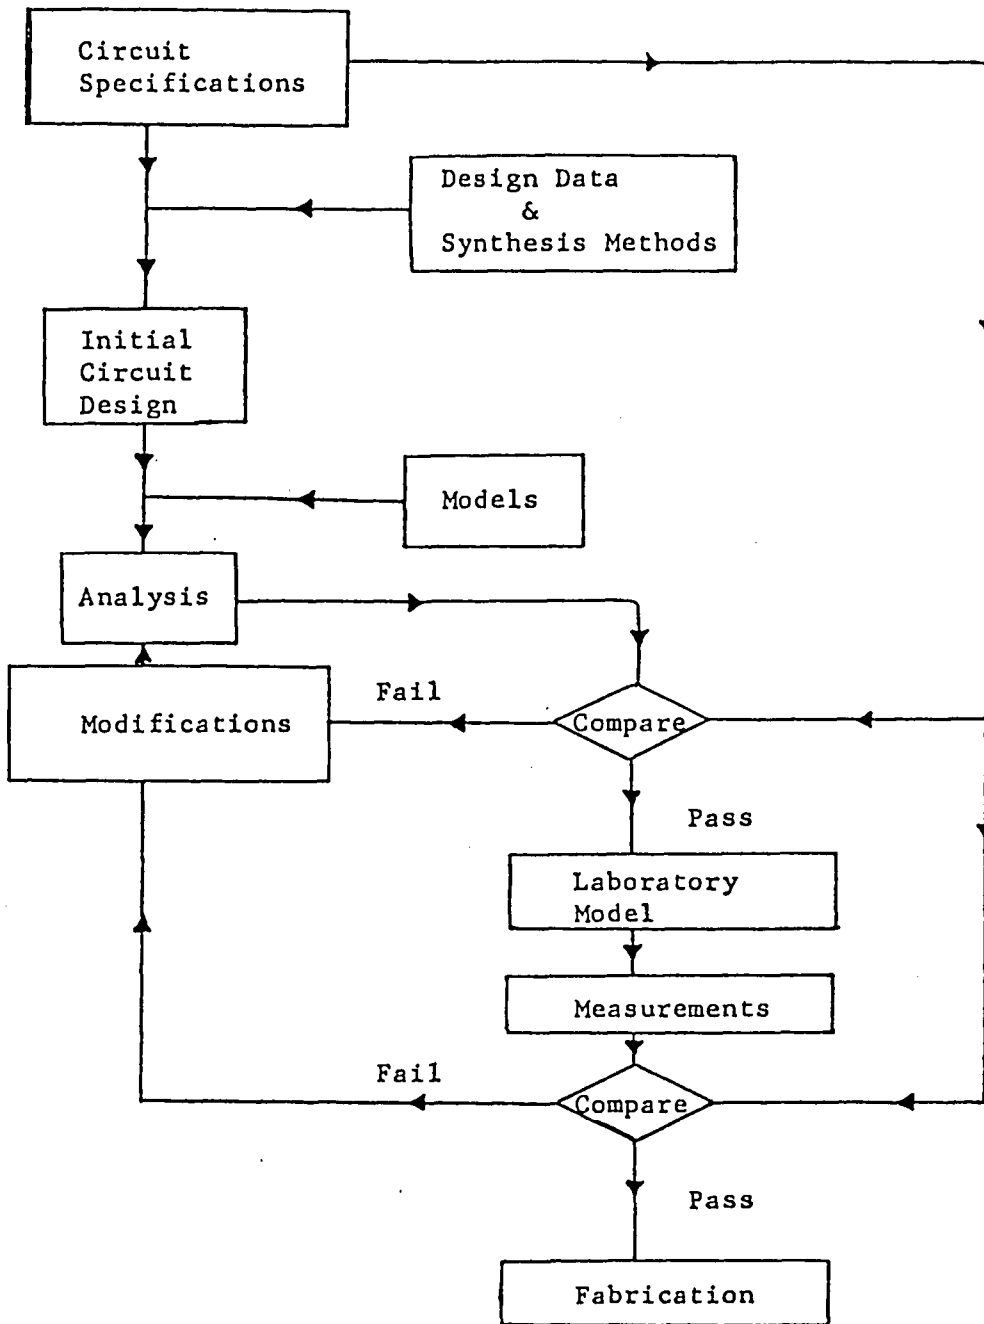 Circuit
Specifications
Design Data
&
Synthesis Methods
Initial
Circuit
Design
Models
Analysis
Fail
Modifications
Compare
Pass
Laboratory
Model
Measurements
Fail
Compare
Pass
Fabrication